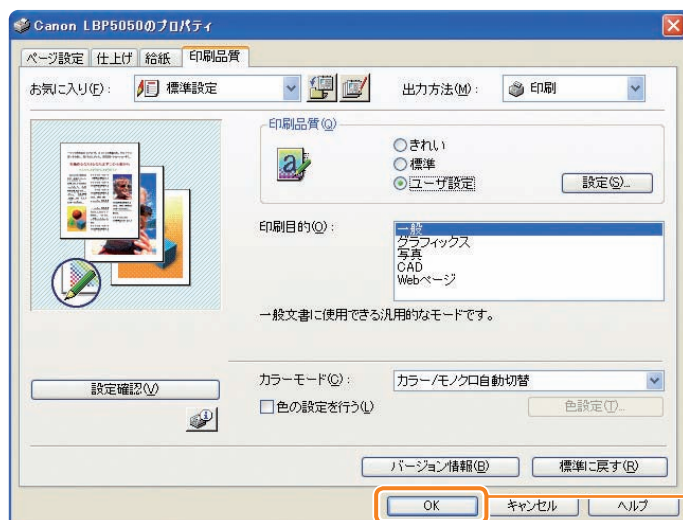 Canon LBP5050のプロパティ
ページ設定 仕上げ 給紙 印刷品質
お気に入り(F): 標準設定 出力方法(M): 印刷
印刷品質(Q)
きれい
標準
ユーザ設定 設定(S)...
印刷目的(O):
一般
グラフィックス
写真
CAD
Webページ
一般文書に使用できる汎用的なモードです。
設定確認(V)
カラーモード(C): カラー/モノクロ自動切替
色の設定を行う(L) 色設定(T)...
バージョン情報(B) 標準に戻す(R)
OK キャンセル ヘルプ